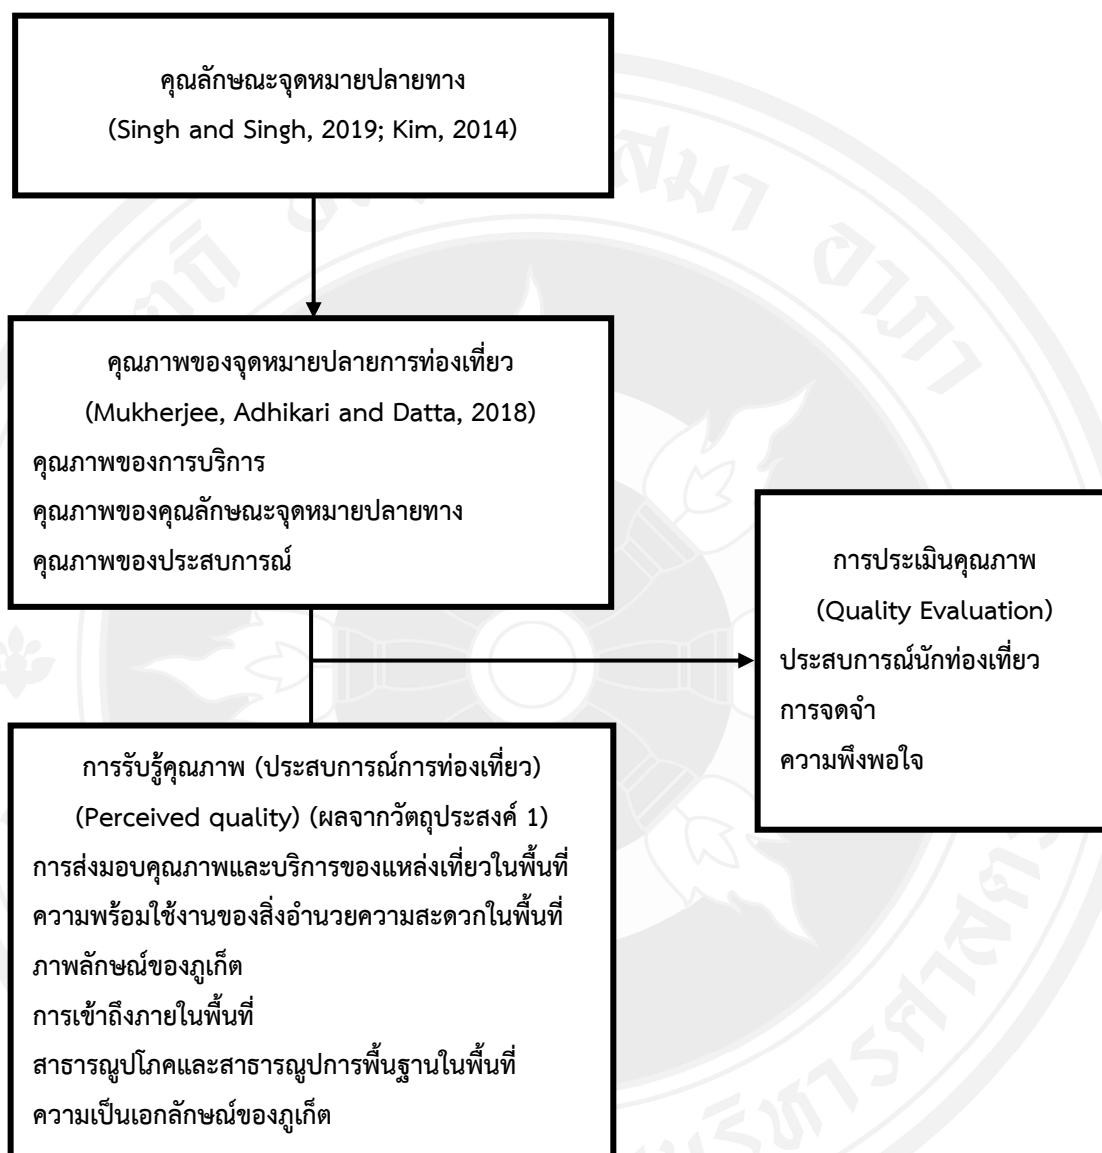 คุณลักษณะจุดหมายปลายทาง
(Singh and Singh, 2019; Kim, 2014)
คุณภาพของจุดหมายปลายการท่องเที่ยว
(Mukherjee, Adhikari and Datta, 2018)
คุณภาพของการบริการ
คุณภาพของคุณลักษณะจุดหมายปลายทาง
คุณภาพของประสบการณ์
การประเมินคุณภาพ
(Quality Evaluation)
ประสบการณ์นักท่องเที่ยว
การจดจำ
ความพึงพอใจ
การรับรู้คุณภาพ (ประสบการณ์การท่องเที่ยว)
(Perceived quality) (ผลจากวัตถุประสงค์ 1)
การส่งมอบคุณภาพและบริการของแหล่งเที่ยวในพื้นที่
ความพร้อมใช้งานของสิ่งอำนวยความสะดวกในพื้นที่
ภาพลักษณ์ของภูเก็ต
การเข้าถึงภายในพื้นที่
สาธารณูปโภคและสาธารณูปการพื้นฐานในพื้นที่
ความเป็นเอกลักษณ์ของภูเก็ต